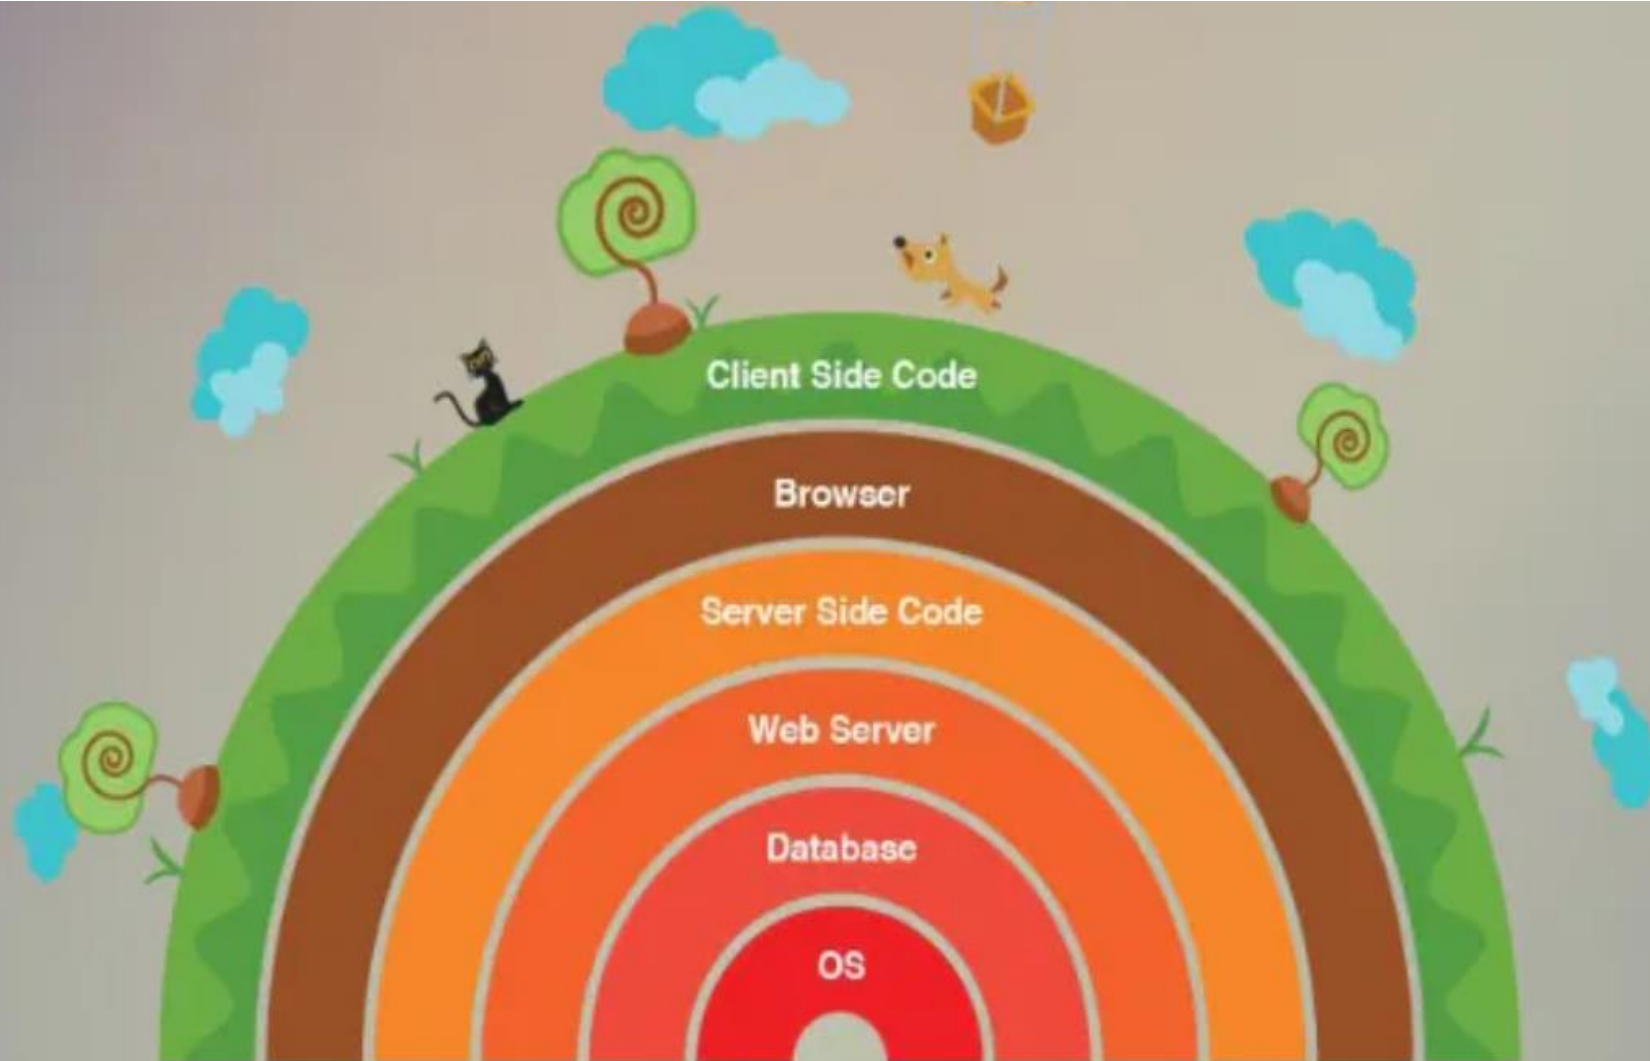 Client Side Code
Browser
Server Side Code
Web Server
Database
OS